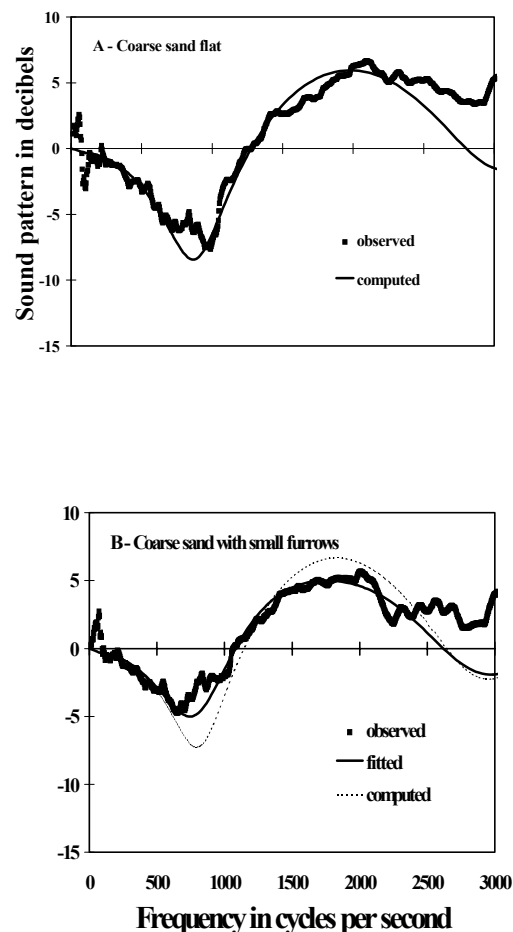 10
A - Coarse sand flat
5
0
-5
observed
-10
computed
-15
Sound pattern in decibels
10
B - Coarse sand with small furrows
5
0
-5
observed
fitted
-10
computed
-15
0 500 1000 1500 2000 2500 3000
Frequency in cycles per second